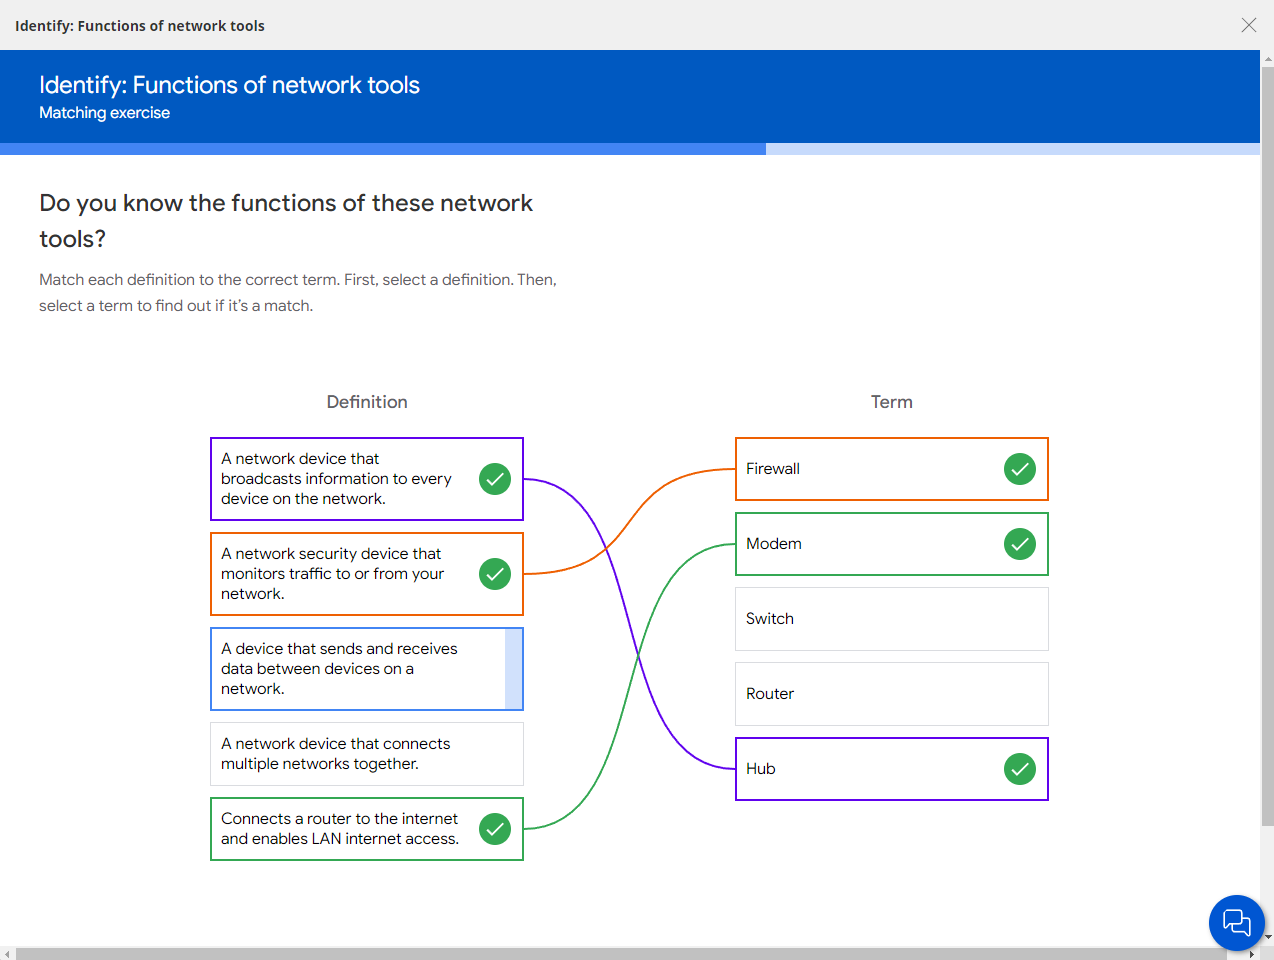 Identify: Functions of network tools
Identify: Functions of network tools
Matching exercise
Do you know the functions of these network
tools?
Match each definition to the correct term. First, select a definition. Then,
select a term to find out if it’s a match.
Definition
Term
A network device that
broadcasts information to every
device on the network.
A network security device that
monitors traffic to or from your
network.
A device that sends and receives
data between devices on a
network.
A network device that connects
multiple networks together.
Connects a router to the internet
and enables LAN internet access.
Firewall
Modem
Switch
Router
Hub